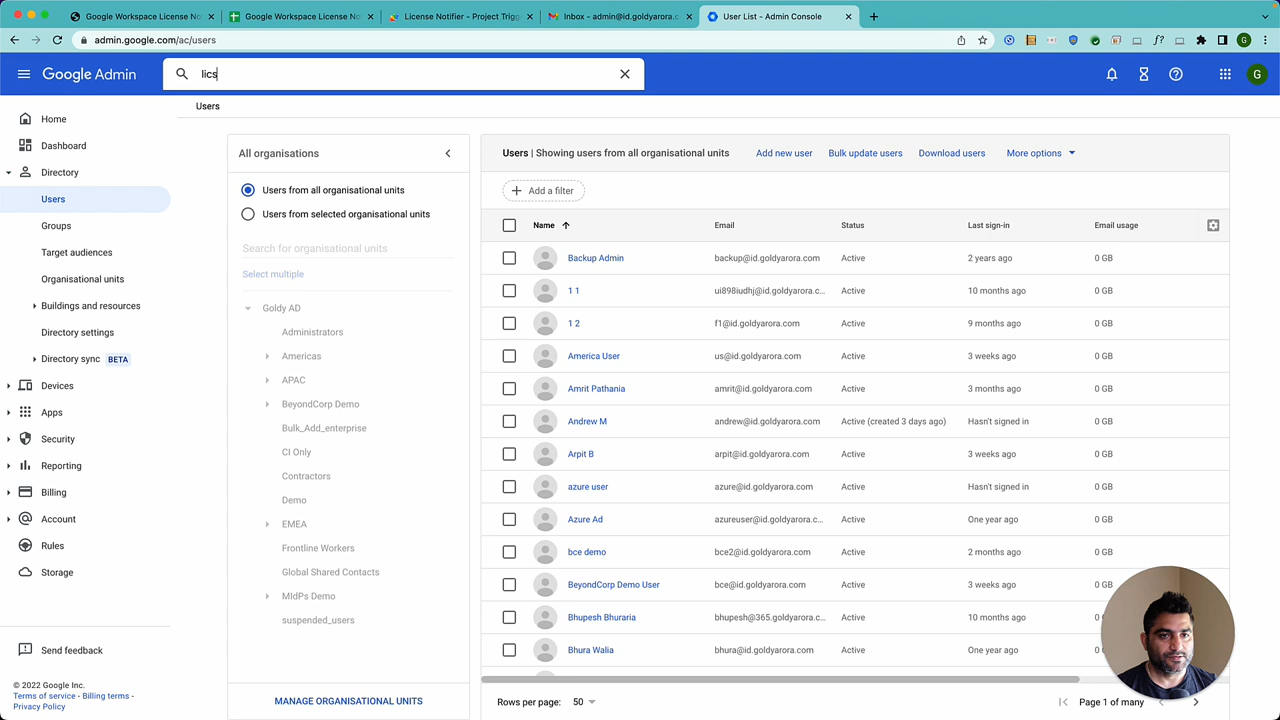 Google Workspace License No
Google Workspace License No
License Notifier - Project Trigg
Inbox - admin@id.goldyarora.c
User List - Admin Console
admin.google.com/ac/users
G
Google Admin
lics
G
Users
Home
Dashboard
Directory
Users
Groups
Target audiences
Organisational units
Buildings and resources
Directory settings
Directory sync BETA
Devices
Apps
Security
Reporting
Billing
Account
Rules
Storage
Send feedback
© 2022 Google Inc.
Terms of service - Billing terms -
Privacy Policy
All organisations
Users from all organisational units
Users from selected organisational units
Search for organisational units
Select multiple
Goldy AD
Administrators
Americas
APAC
BeyondCorp Demo
Bulk_Add_enterprise
CI Only
Contractors
Demo
EMEA
Frontline Workers
Global Shared Contacts
MIdPs Demo
suspended_users
MANAGE ORGANISATIONAL UNITS
Users | Showing users from all organisational units Add new user Bulk update users Download users More options
Add a filter
Name Email Status Last sign-in Email usage
Backup Admin backup@id.goldyarora.com Active 2 years ago 0 GB
1 1 ui898iudhj@id.goldyarora.c... Active 10 months ago 0 GB
1 2 f1@id.goldyarora.com Active 9 months ago 0 GB
America User us@id.goldyarora.com Active 3 weeks ago 0 GB
Amrit Pathania amrit@id.goldyarora.com Active 3 months ago 0 GB
Andrew M andrew@id.goldyarora.com Active (created 3 days ago) Hasn't signed in 0 GB
Arpit B arpit@id.goldyarora.com Active 3 weeks ago 0 GB
azure user azure@id.goldyarora.com Active Hasn't signed in 0 GB
Azure Ad azureuser@id.goldyarora.c... Active One year ago 0 GB
bce demo bce2@id.goldyarora.com Active 2 months ago 0 GB
BeyondCorp Demo User bce@id.goldyarora.com Active 3 weeks ago 0 GB
Bhupesh Bhuraria bhupesh@365.goldyarora.c... Active 10 months ago
Bhura Walia bhura@id.goldyarora.com Active One year ago
Rows per page: 50 Page 1 of many